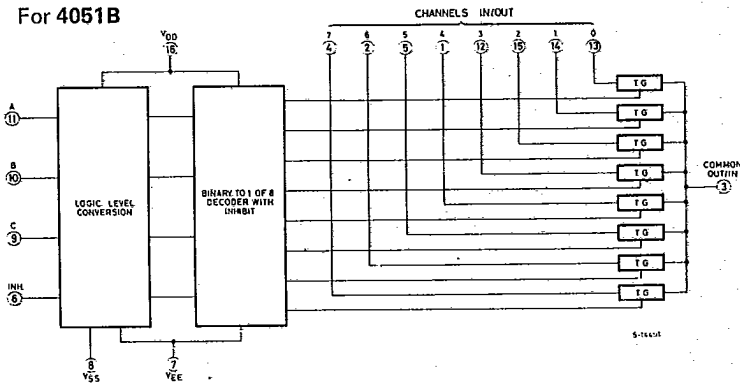 For 4051B
CHANNELS IN/OUT
7 6 5 4 3 2 1 0
4 2 5 1 12 15 14 13
VDD
16
A
11
B
10
C
9
INH.
6
LOGIC LEVEL
CONVERSION
BINARY TO 1 OF 8
DECODER WITH
INHIBIT
TG
TG
TG
TG
TG
TG
TG
TG
COMMON
OUT/IN
3
8
VSS
7
VEE